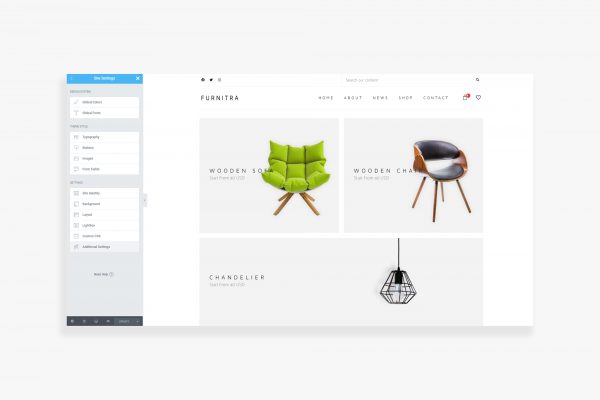 Site Settings
DESIGN SYSTEM
Global Colors
Global Fonts
THEME STYLE
Typography
Buttons
Images
Form Fields
SETTINGS
Site Identity
Background
Layout
Lightbox
Custom CSS
Additional Settings
Need Help
UPDATE
Search our content
FURNITRA
HOME ABOUT NEWS SHOP CONTACT
WOODEN SOFA
Start from 60 USD
WOODEN CHAIR
Start from 60 USD
CHANDELIER
Start from 60 USD